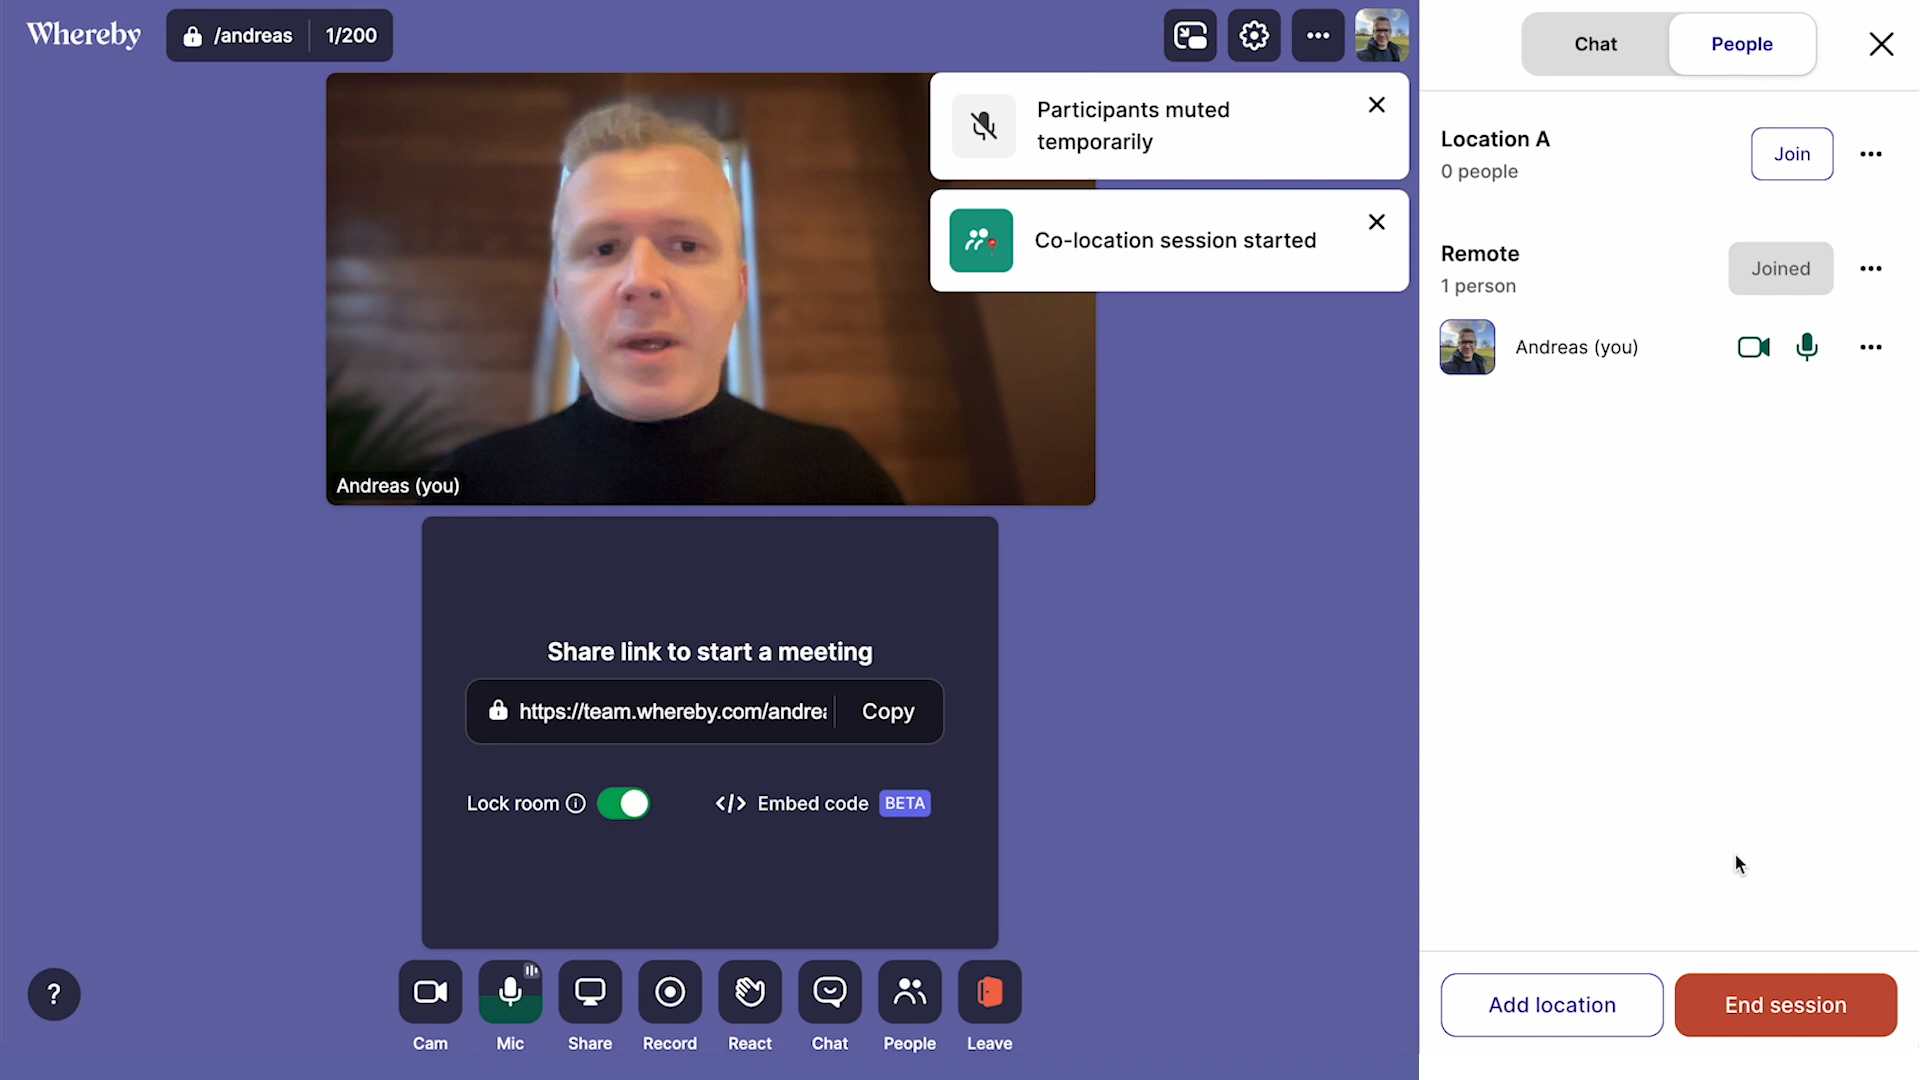 Whereby
/andreas
1/200
Participants muted
temporarily
Co-location session started
Andreas (you)
Share link to start a meeting
https://team.whereby.com/andrea
Copy
Lock room
Embed code
BETA
?
Cam
Mic
Share
Record
React
Chat
People
Leave
Chat
People
Location A
0 people
Join
Remote
1 person
Joined
Andreas (you)
Add location
End session